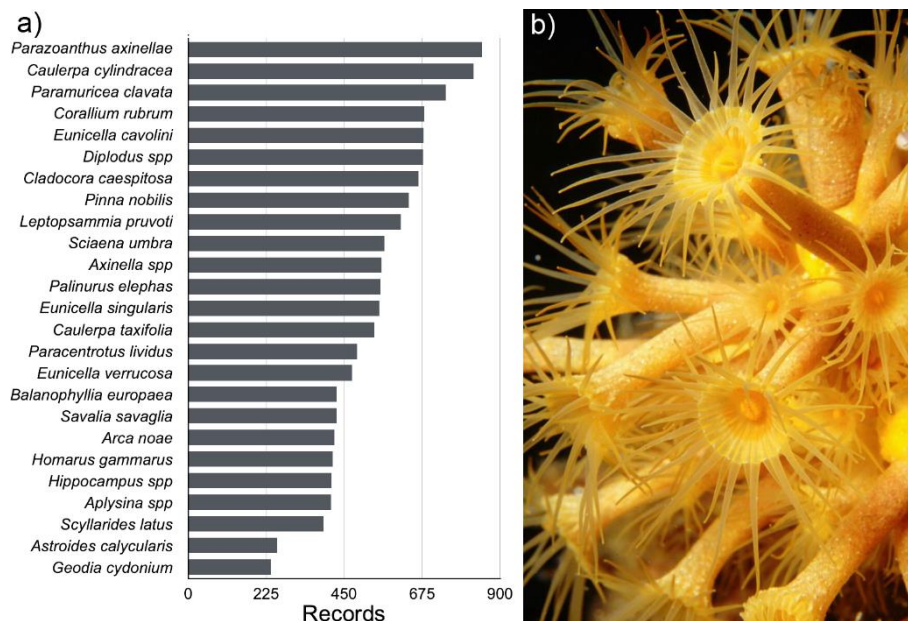 a)
Parazoanthus axinellae
Caulerpa cylindracea
Paramuricea clavata
Corallium rubrum
Eunicella cavolini
Diplodus spp
Cladocora caespitosa
Pinna nobilis
Leptopsammia pruvoti
Sciaena umbra
Axinella spp
Palinurus elephas
Eunicella singularis
Caulerpa taxifolia
Paracentrotus lividus
Eunicella verrucosa
Balanophyllia europaea
Savalia savaglia
Arca noae
Homarus gammarus
Hippocampus spp
Aplysina spp
Scyllarides latus
Astroides calycularis
Geodia cydonium
0 225 450 675 900
Records
b)